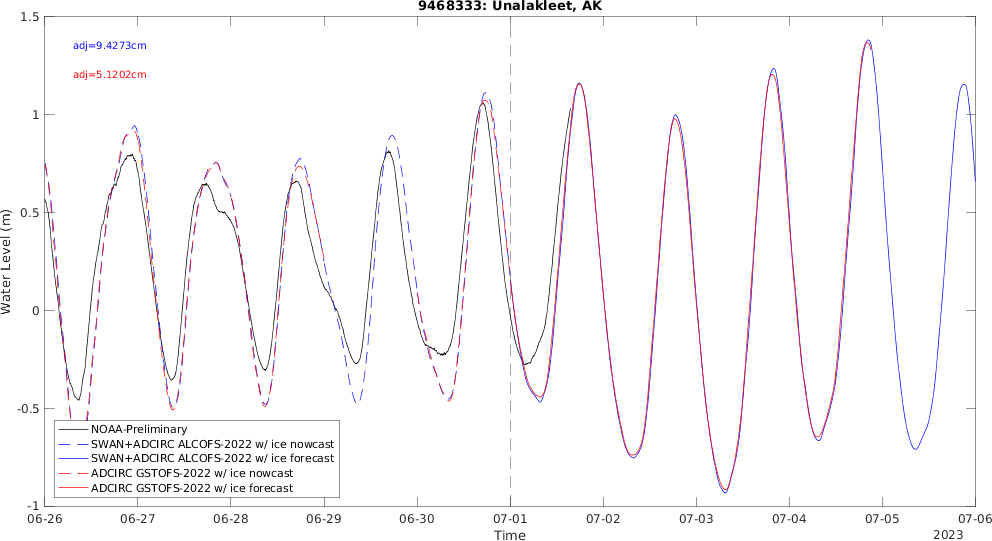 9468333: Unalakleet, AK
adj=9.4273cm
adj=5.1202cm
Water Level (m)
1.5
1
0.5
0
-0.5
-1
NOAA-Preliminary
SWAN+ADCIRC ALCOFS-2022 w/ ice nowcast
SWAN+ADCIRC ALCOFS-2022 w/ ice forecast
ADCIRC GSTOFS-2022 w/ ice nowcast
ADCIRC GSTOFS-2022 w/ ice forecast
06-26 06-27 06-28 06-29 06-30 07-01 07-02 07-03 07-04 07-05 07-06
Time
2023